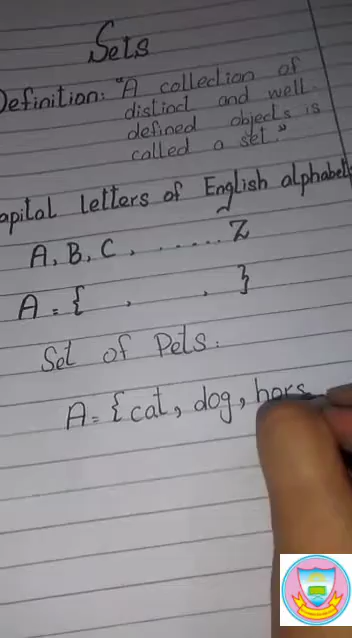 Sets
Definition: "A collection of
distinct and well
defined objects is
called a set."
apital letters of English alphabet
A, B, C, ...... Z
A = { , , }
Set of Pets.
A = {cat, dog, hors